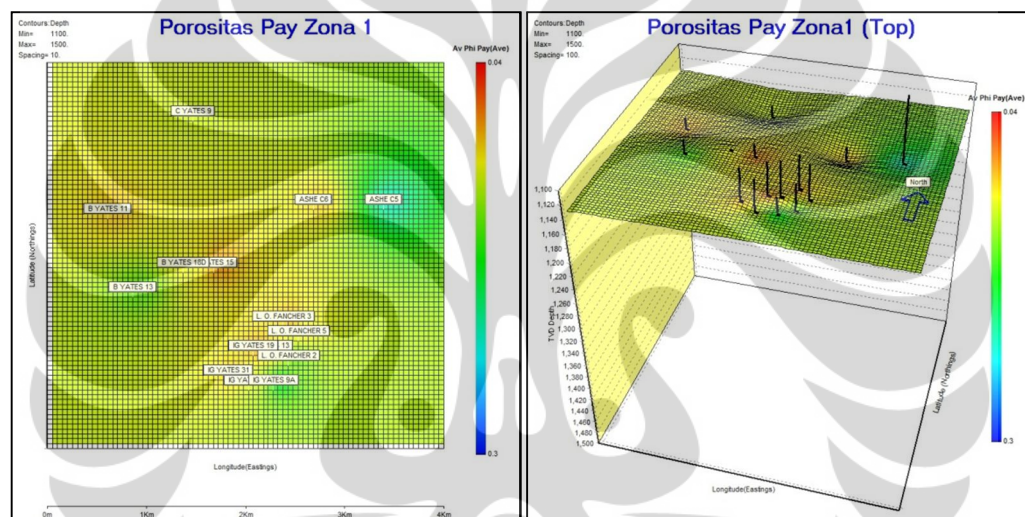 Contours: Depth
Min= 1100.
Max= 1500.
Spacing= 10.
Porositas Pay Zona 1
Av Phi Pay(Ave)
0.04
0.3
C YATES 9
B YATES 11
ASHE C6
ASHE C5
B YATES 13
L. O. FANCHER 3
L. O. FANCHER 5
IG YATES 19
13
L. O. FANCHER 2
IG YATES 31
IG YA
IG YATES 9A
Latitude (Northings)
Longitude(Eastings)
0m
1Km
2Km
3Km
4Km
Contours: Depth
Min= 1100.
Max= 1500.
Spacing= 100.
Porositas Pay Zona1 (Top)
Av Phi Pay(Ave)
0.04
0.3
North
1,100
1,120
1,140
1,160
1,180
1,200
1,220
1,240
1,260
1,280
1,300
1,320
1,340
1,360
1,380
1,400
1,420
1,440
1,460
1,480
1,500
TVD Depth
Latitude (Northings)
Longitude(Eastings)